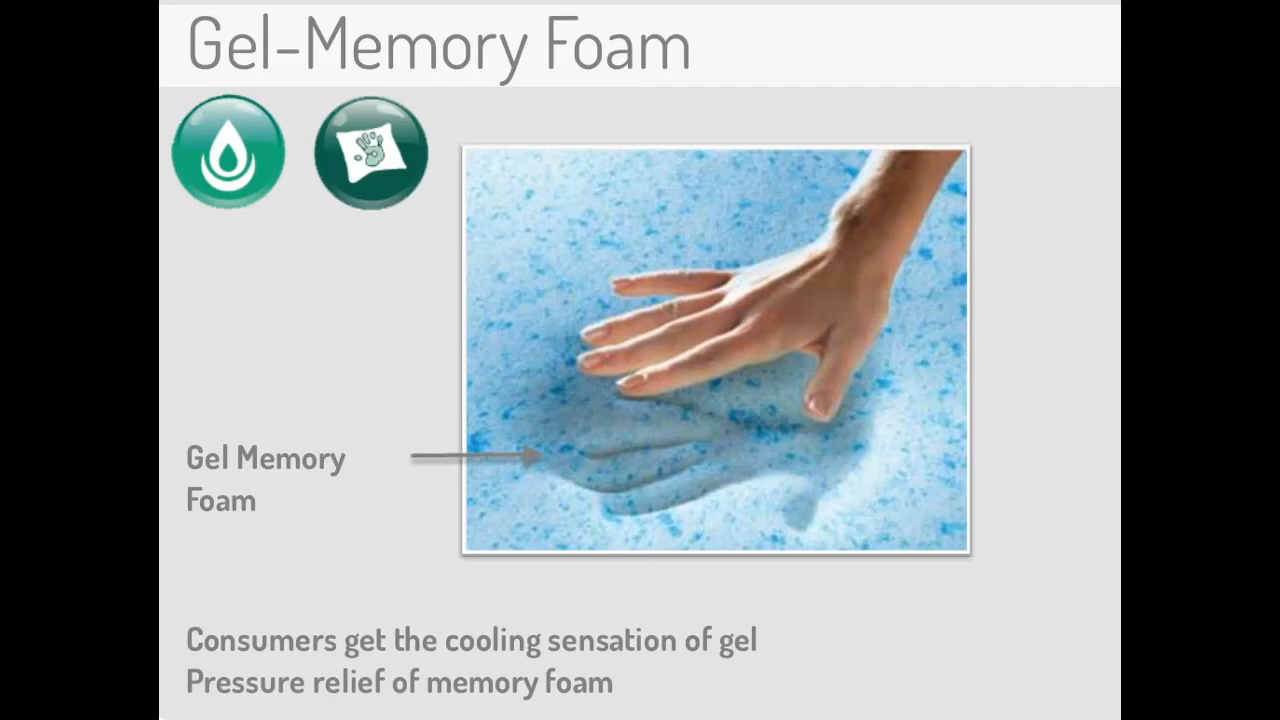 Gel-Memory Foam
Gel Memory
Foam
Consumers get the cooling sensation of gel
Pressure relief of memory foam